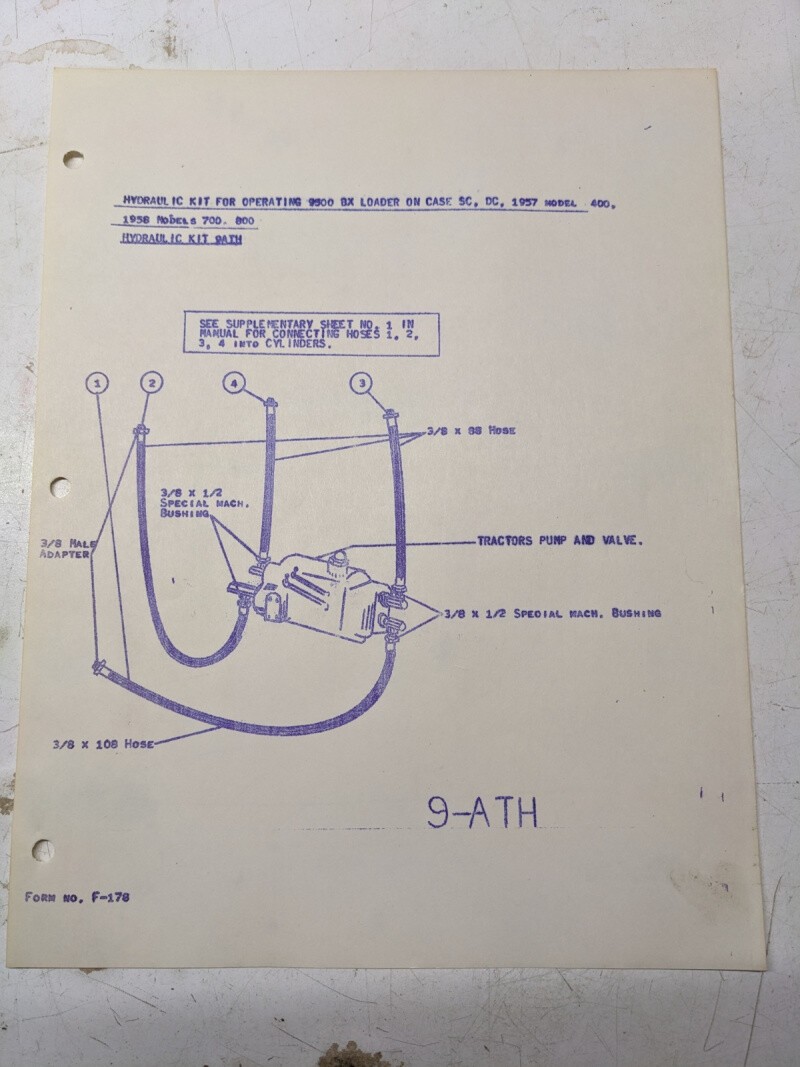 HYDRAULIC KIT FOR OPERATING 9500 BX LOADER ON CASE SC, DC, 1957 MODEL 400,
1958 MODELS 700. 800
HYDRAULIC KIT 9ATH
SEE SUPPLEMENTARY SHEET NO. 1 IN
MANUAL FOR CONNECTING HOSES 1, 2,
3, 4 INTO CYLINDERS.
1
2
4
3
3/8 X 88 HOSE
3/8 X 1/2
SPECIAL MACH.
BUSHING
3/8 MALE
ADAPTER
TRACTORS PUMP AND VALVE.
3/8 X 1/2 SPECIAL MACH. BUSHING
3/8 X 108 HOSE
9-ATH
FORM NO. F-178